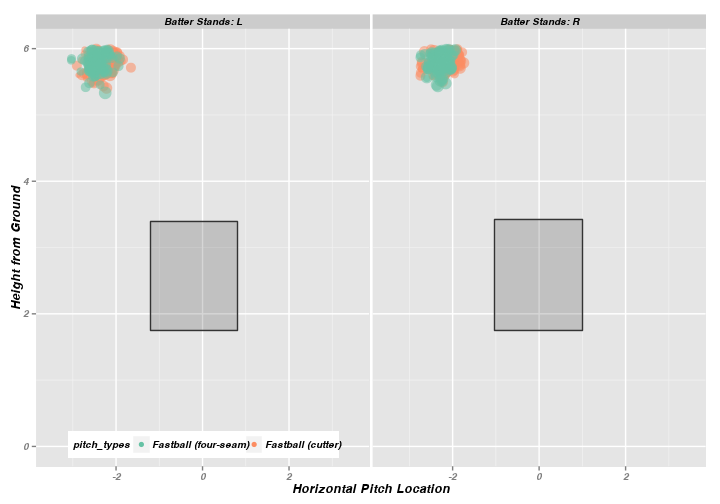 Batter Stands: L
Batter Stands: R
6
4
2
0
Height from Ground
pitch_types
Fastball (four-seam)
Fastball (cutter)
-2
0
2
-2
0
2
Horizontal Pitch Location